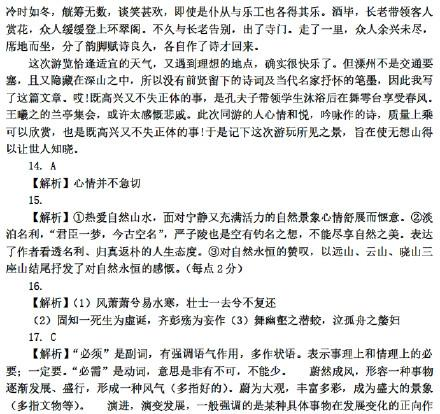 冷时如冬，觥筹无数，谈笑甚欢，即使是仆从与乐工也各得其乐。酒毕，长老带领客人
赏花，众人缓缓登上环翠阁。不久与长老告别，出了寺门。走了一里，众人余兴未尽，
席地而坐，分了韵脚赋诗良久，各自作了诗才回来。
这次游览恰逢适宜的天气，又遇到理想的地点，确实很快乐了。但滦州不是交通要
塞，且又隐藏在深山之中，所以没有前贤留下的诗词及当代名家抒怀的笔墨，因此我写
了这篇文章。哎!既高兴又不失正体的事，是孔夫子带领学生沐浴后在舞雩台享受春风。
王羲之的兰亭集会，或许太感慨悲戚。此次同游的人心情和悦，吟咏作的诗，质量上乘
可以欣赏，也是既高兴又不失正体的事!于是记下这次游玩所见之景，旨在使无想山得
以让世人知晓。
14. A
【解析】心情并不急切
15.
【解析】①热爱自然山水，面对宁静又充满活力的自然景象心情舒展而惬意。②淡
泊名利，“君臣一梦，今古空名”，严子陵也是空有钓名之想，不能尽享自然之美。表达
了作者看透名利、归真返朴的人生态度。③对自然永恒的赞叹，以远山、云山、晓山三
座山结尾抒发了对自然永恒的感慨。（每点2分）
16.
【解析】（1）风萧萧兮易水寒，壮士一去兮不复还
（2）固知一死生为虚诞，齐彭殇为妄作（3）舞幽壑之潜蛟，泣孤舟之嫠妇
17. C
【解析】“必须”是副词，有强调语气作用，多作状语。表示事理上和情理上的必
要；一定要。“必需”是动词，意思是非有不可，不能少。　蔚然成风，形容一种事物
逐渐发展、盛行，形成一种风气（多指好的）。蔚为大观，丰富多彩，成为盛大的景象
（多指文物等）。　演进，演变发展，一般强调的是某种具体事物在发展变化的正向作